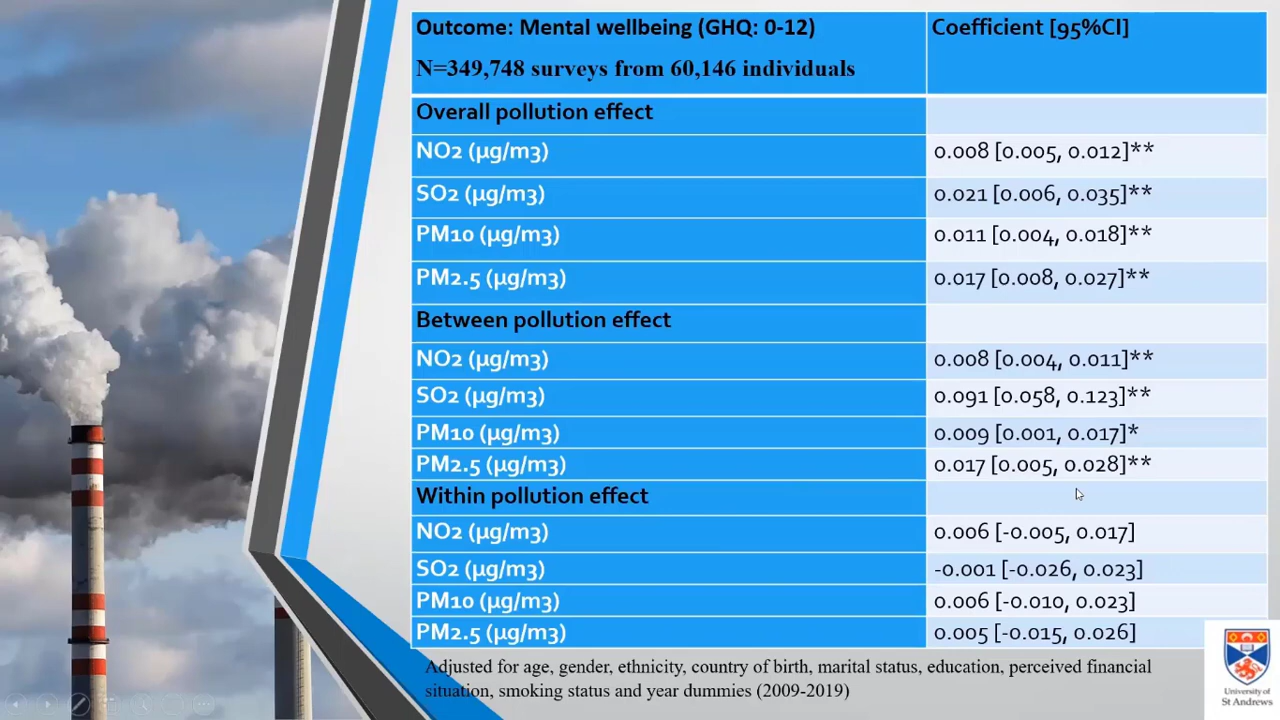 Outcome: Mental wellbeing (GHQ: 0-12) Coefficient [95%CI]
N=349,748 surveys from 60,146 individuals
Overall pollution effect
NO2 (µg/m3) 0.008 [0.005, 0.012]**
SO2 (µg/m3) 0.021 [0.006, 0.035]**
PM10 (µg/m3) 0.011 [0.004, 0.018]**
PM2.5 (µg/m3) 0.017 [0.008, 0.027]**
Between pollution effect
NO2 (µg/m3) 0.008 [0.004, 0.011]**
SO2 (µg/m3) 0.091 [0.058, 0.123]**
PM10 (µg/m3) 0.009 [0.001, 0.017]*
PM2.5 (µg/m3) 0.017 [0.005, 0.028]**
Within pollution effect
NO2 (µg/m3) 0.006 [-0.005, 0.017]
SO2 (µg/m3) -0.001 [-0.026, 0.023]
PM10 (µg/m3) 0.006 [-0.010, 0.023]
PM2.5 (µg/m3) 0.005 [-0.015, 0.026]
Adjusted for age, gender, ethnicity, country of birth, marital status, education, perceived financial
situation, smoking status and year dummies (2009-2019)
University of
St Andrews